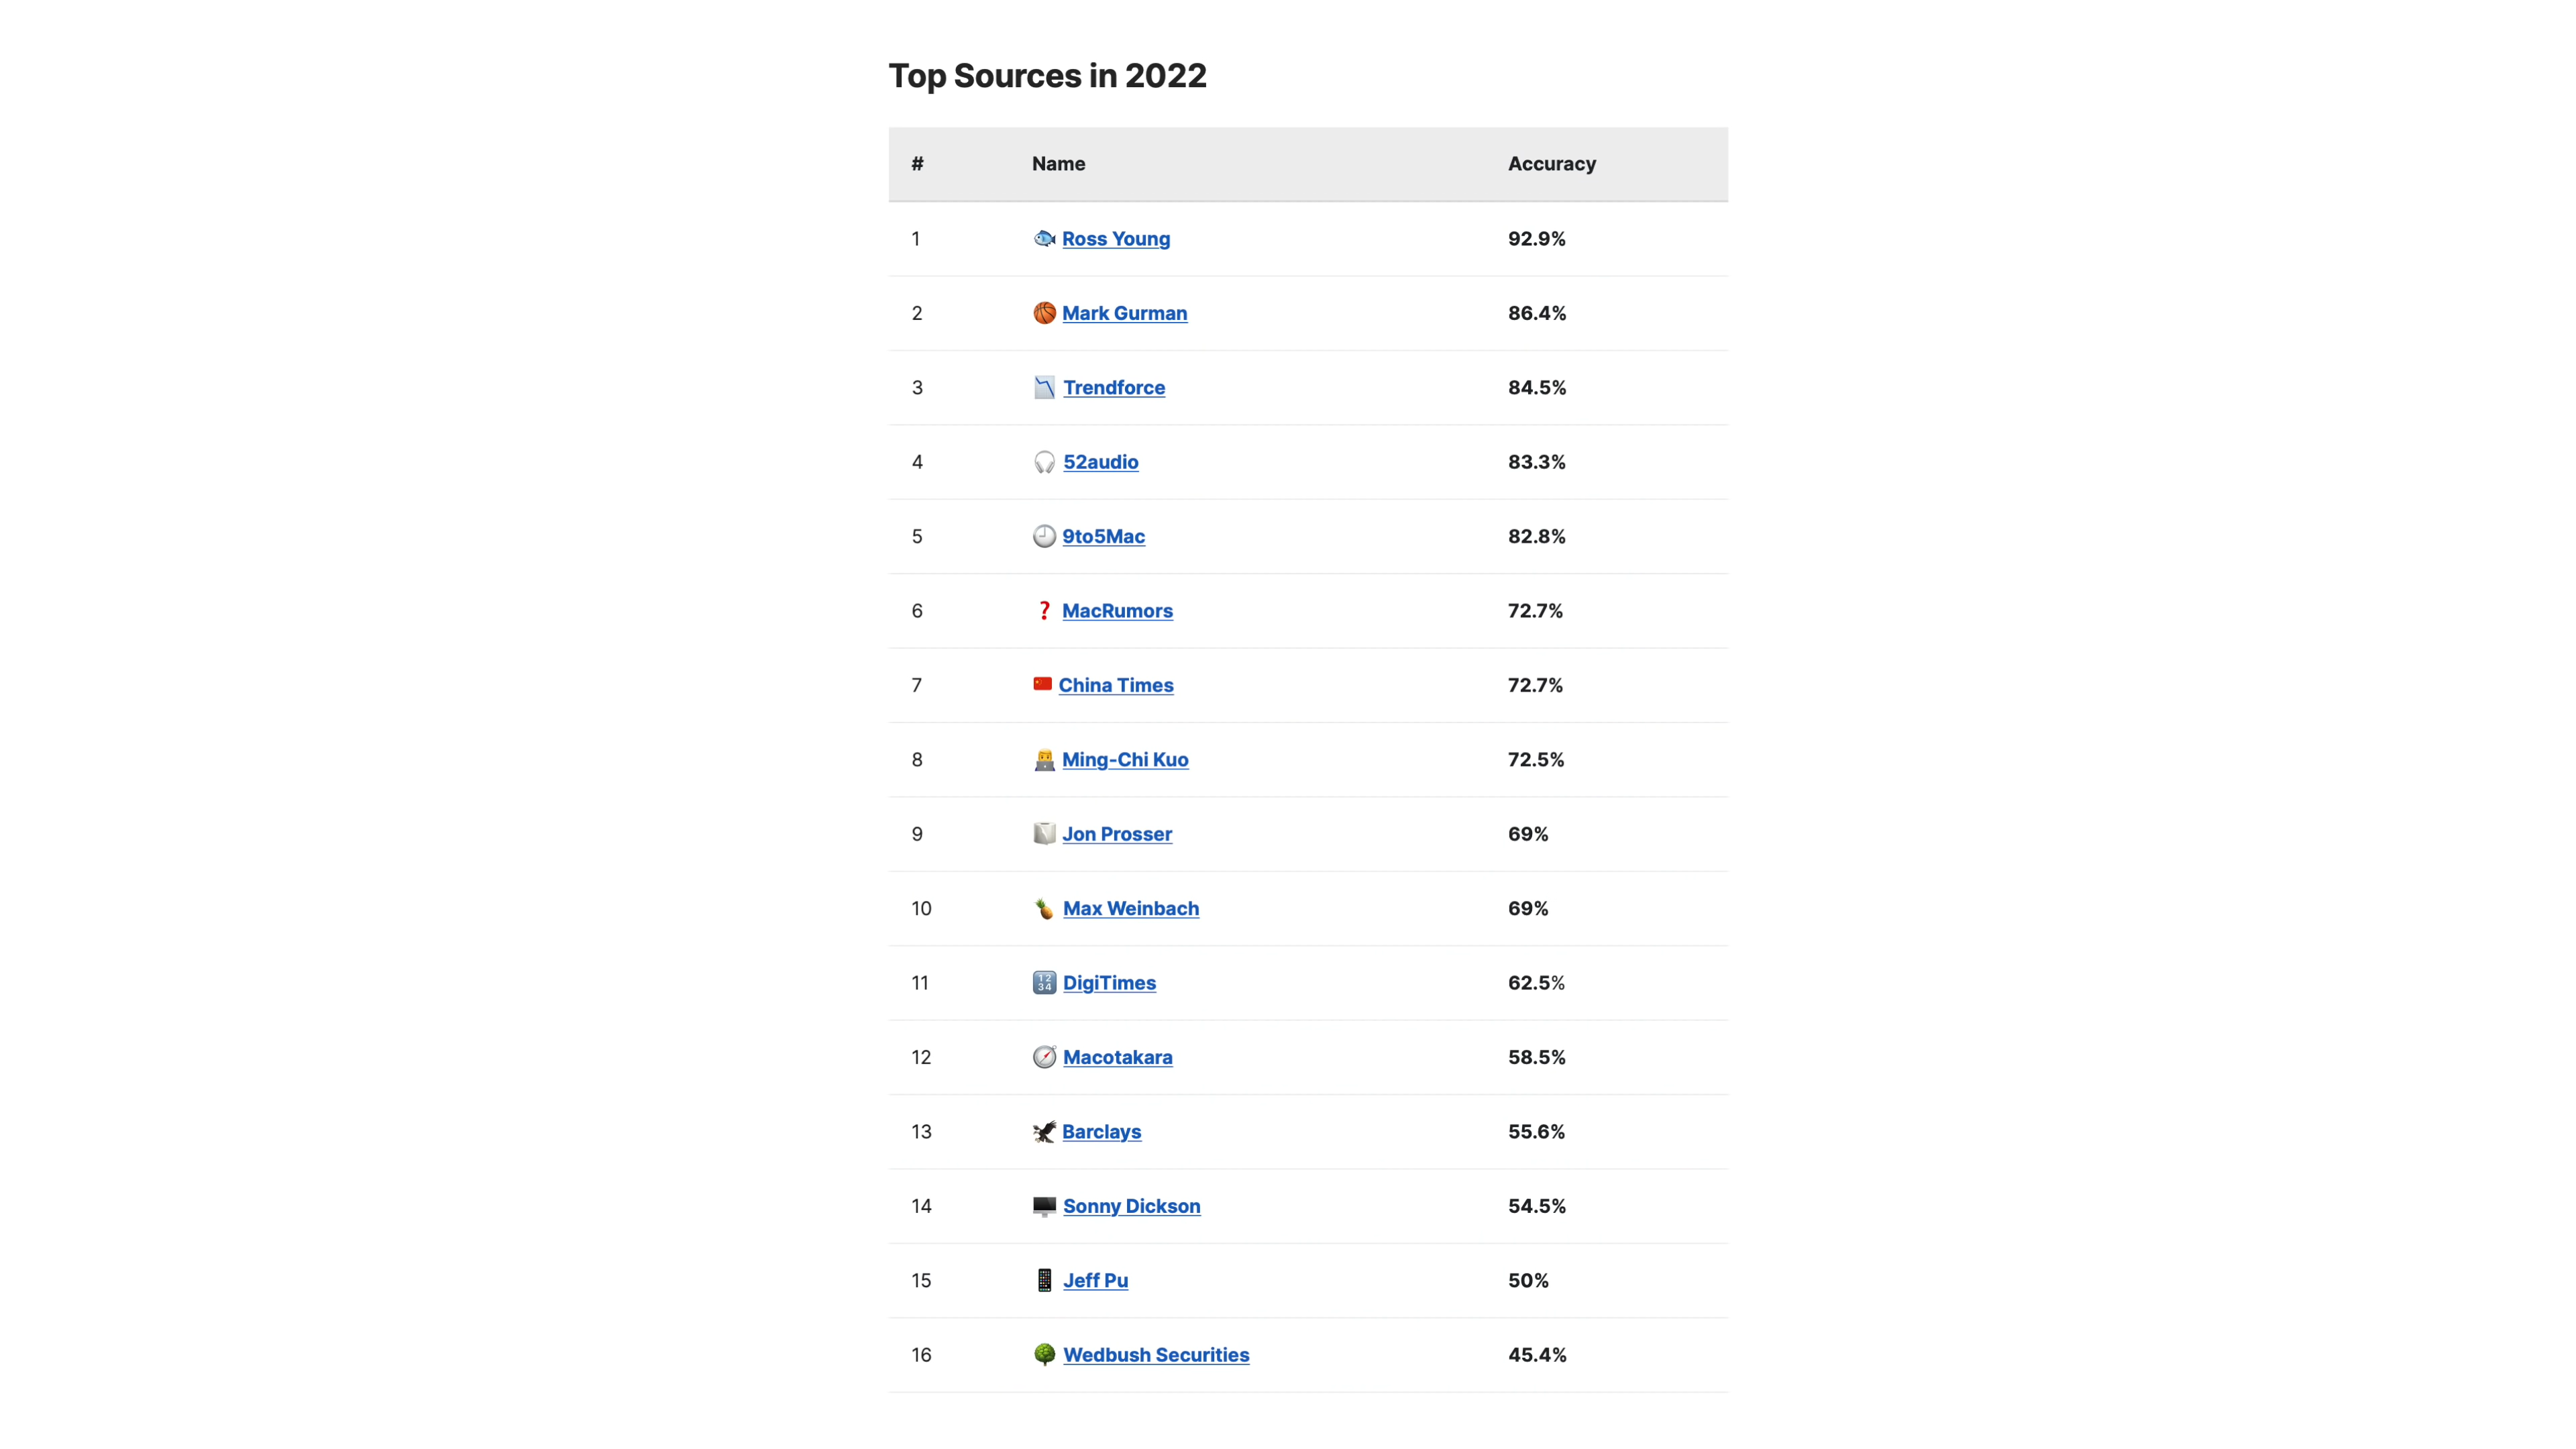 Top Sources in 2022
# Name Accuracy
1 🐟 Ross Young 92.9%
2 🏀 Mark Gurman 86.4%
3 📉 Trendforce 84.5%
4 🎧 52audio 83.3%
5 🕘 9to5Mac 82.8%
6 ❓ MacRumors 72.7%
7 🇨🇳 China Times 72.7%
8 👨‍💻 Ming-Chi Kuo 72.5%
9 🧻 Jon Prosser 69%
10 🍍 Max Weinbach 69%
11 🔢 DigiTimes 62.5%
12 🧭 Macotakara 58.5%
13 🦅 Barclays 55.6%
14 🖥 Sonny Dickson 54.5%
15 📱 Jeff Pu 50%
16 🌳 Wedbush Securities 45.4%